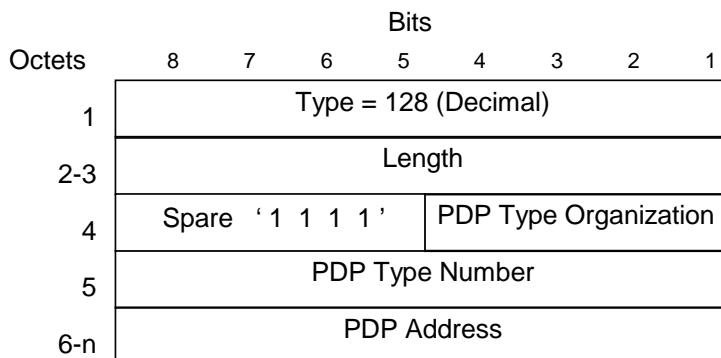 Bits
Octets 8 7 6 5 4 3 2 1
1 Type = 128 (Decimal)
2-3 Length
4 Spare ‘ 1 1 1 1 ’ PDP Type Organization
5 PDP Type Number
6-n PDP Address